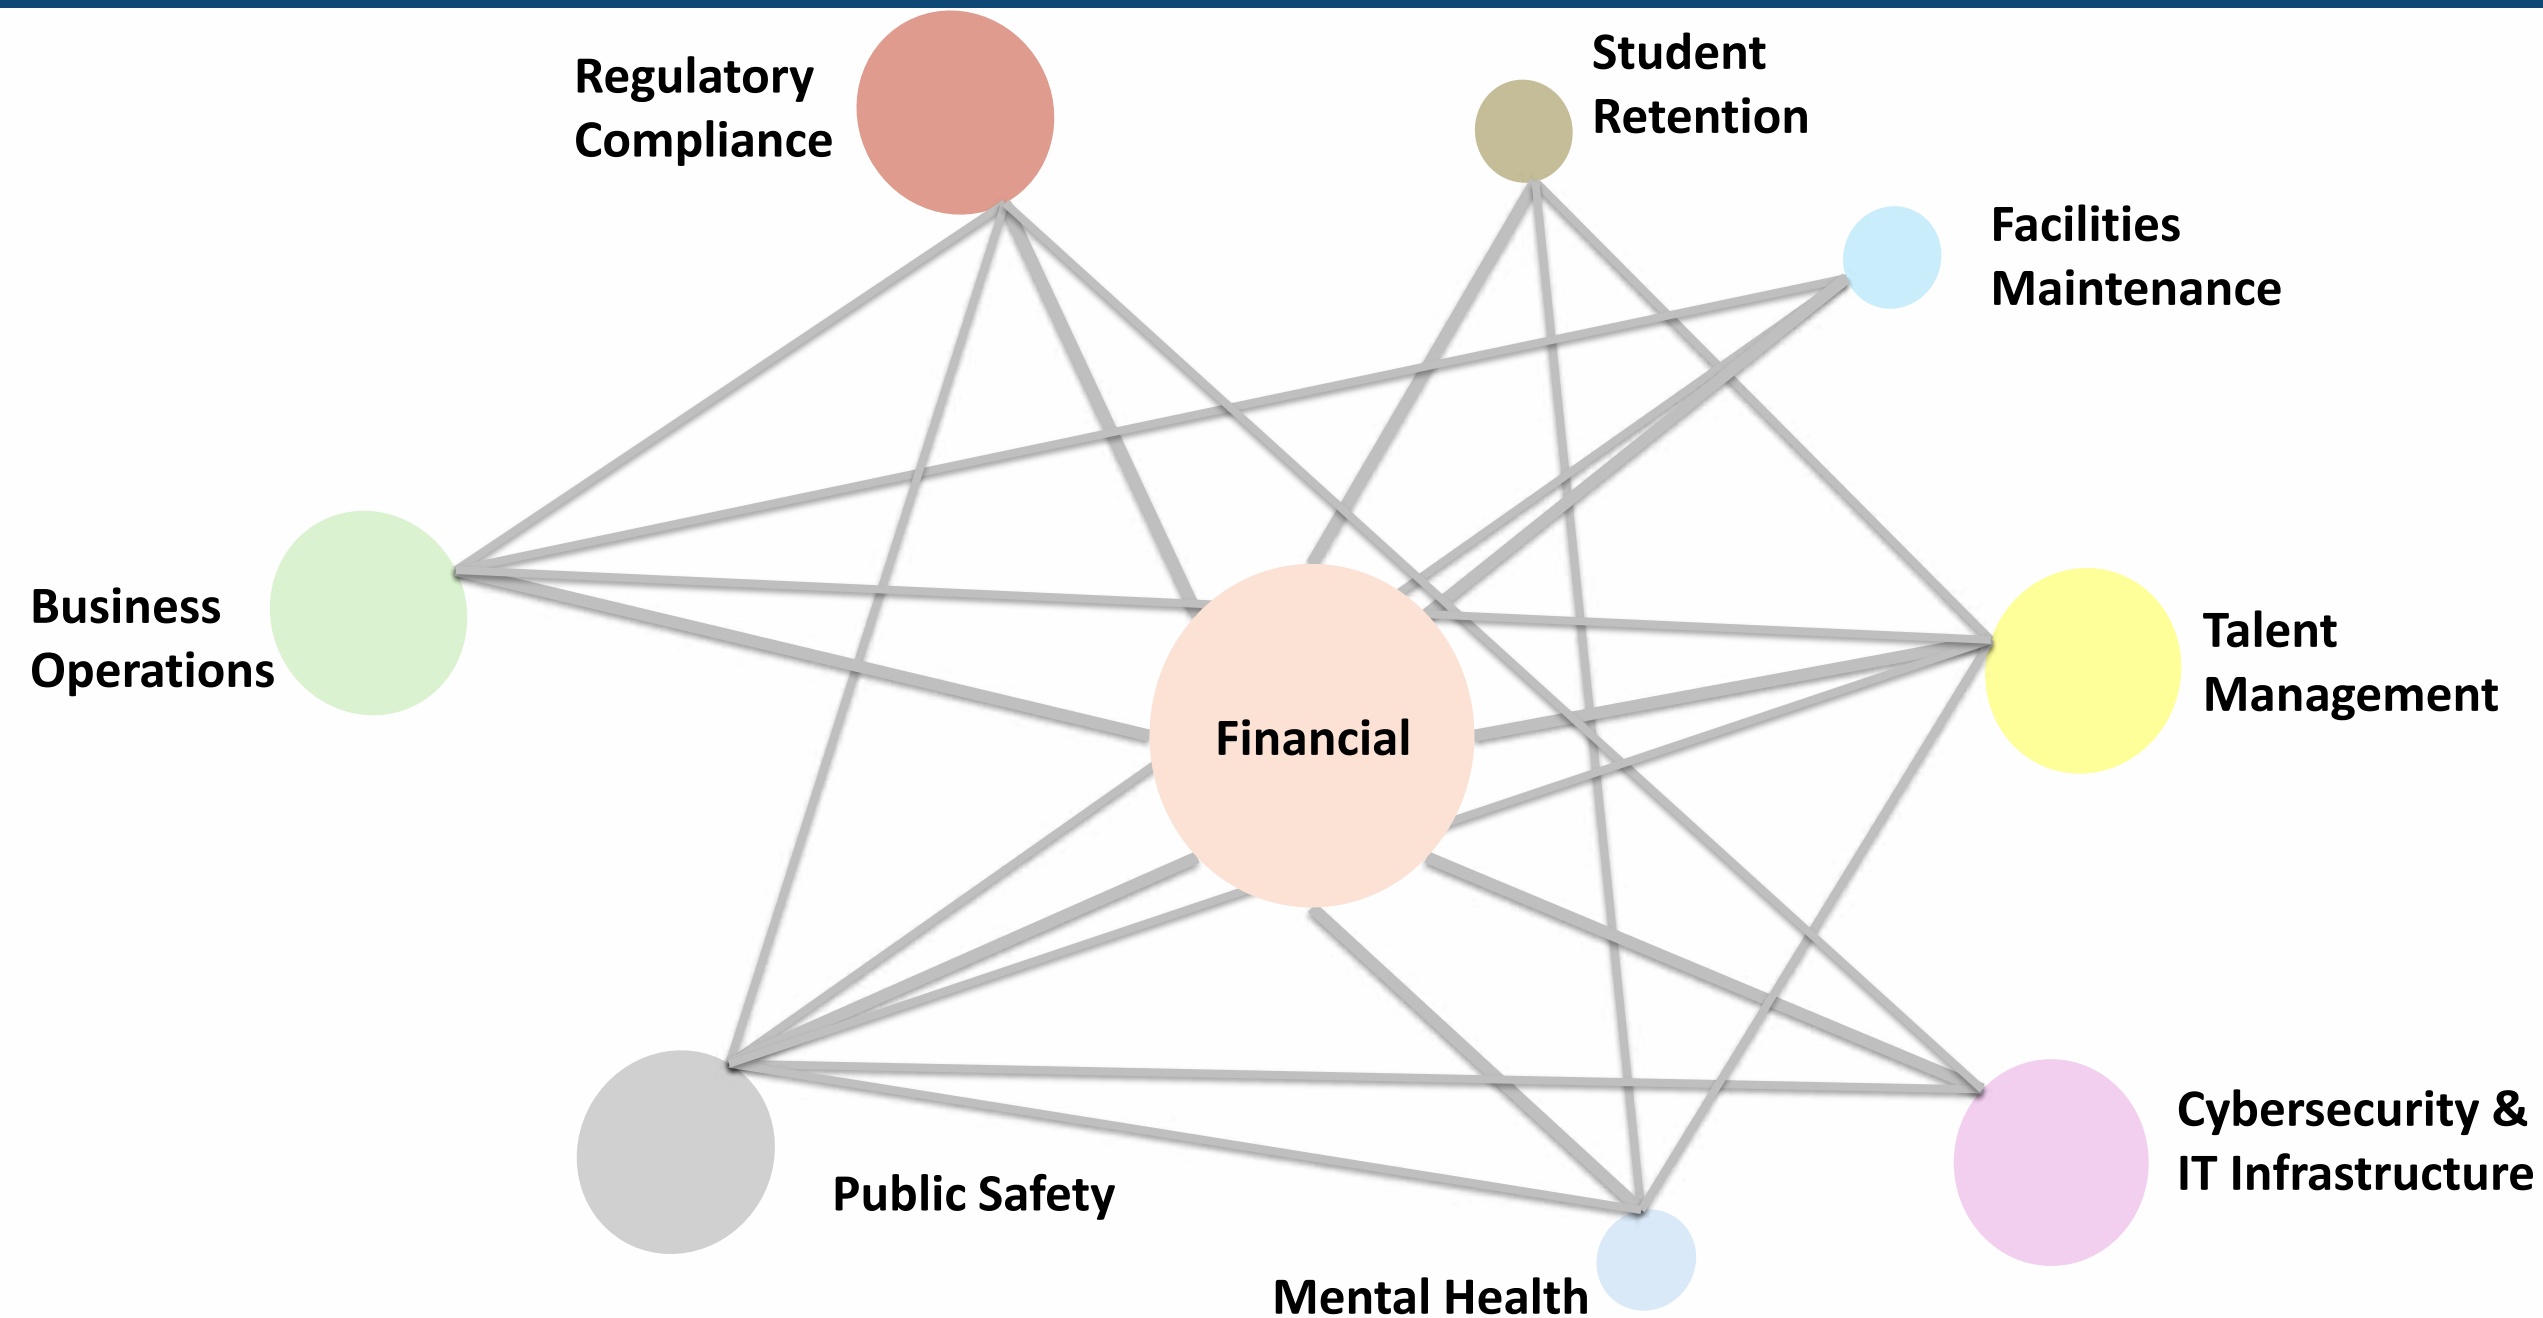 Regulatory
Compliance
Student
Retention
Facilities
Maintenance
Business
Operations
Talent
Management
Financial
Cybersecurity &
IT Infrastructure
Public Safety
Mental Health